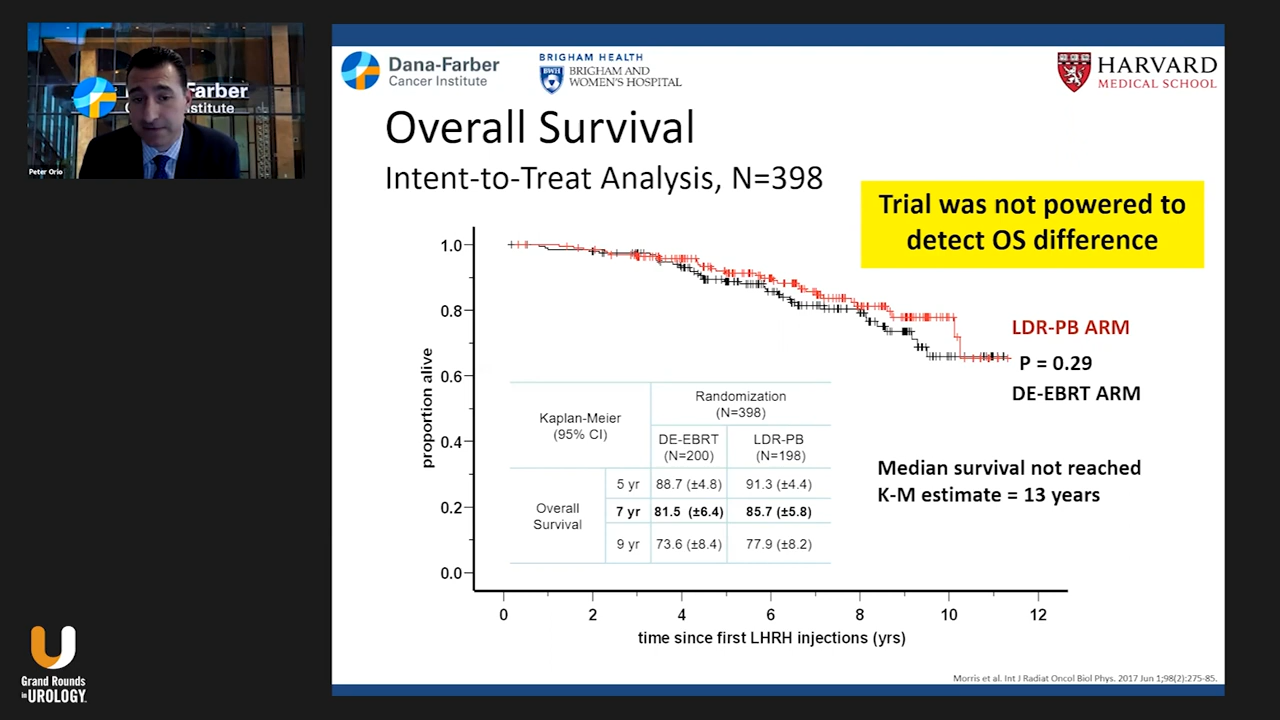 Farber
Institute
Peter Orio
Dana-Farber
Cancer Institute
BRIGHAM HEALTH
BWH
BRIGHAM AND
WOMEN'S HOSPITAL
HARVARD
MEDICAL SCHOOL
Overall Survival
Intent-to-Treat Analysis, N=398
Trial was not powered to
detect OS difference
proportion alive
1.0
0.8
0.6
0.4
0.2
0.0
0 2 4 6 8 10 12
time since first LHRH injections (yrs)
LDR-PB ARM
P = 0.29
DE-EBRT ARM
Kaplan-Meier
(95% CI)
Randomization
(N=398)
DE-EBRT
(N=200)
LDR-PB
(N=198)
Overall
Survival
5 yr 88.7 (±4.8) 91.3 (±4.4)
7 yr 81.5 (±6.4) 85.7 (±5.8)
9 yr 73.6 (±8.4) 77.9 (±8.2)
Median survival not reached
K-M estimate = 13 years
Morris et al. Int J Radiat Oncol Biol Phys. 2017 Jun 1;98(2):275-85.
Grand Rounds
in UROLOGY